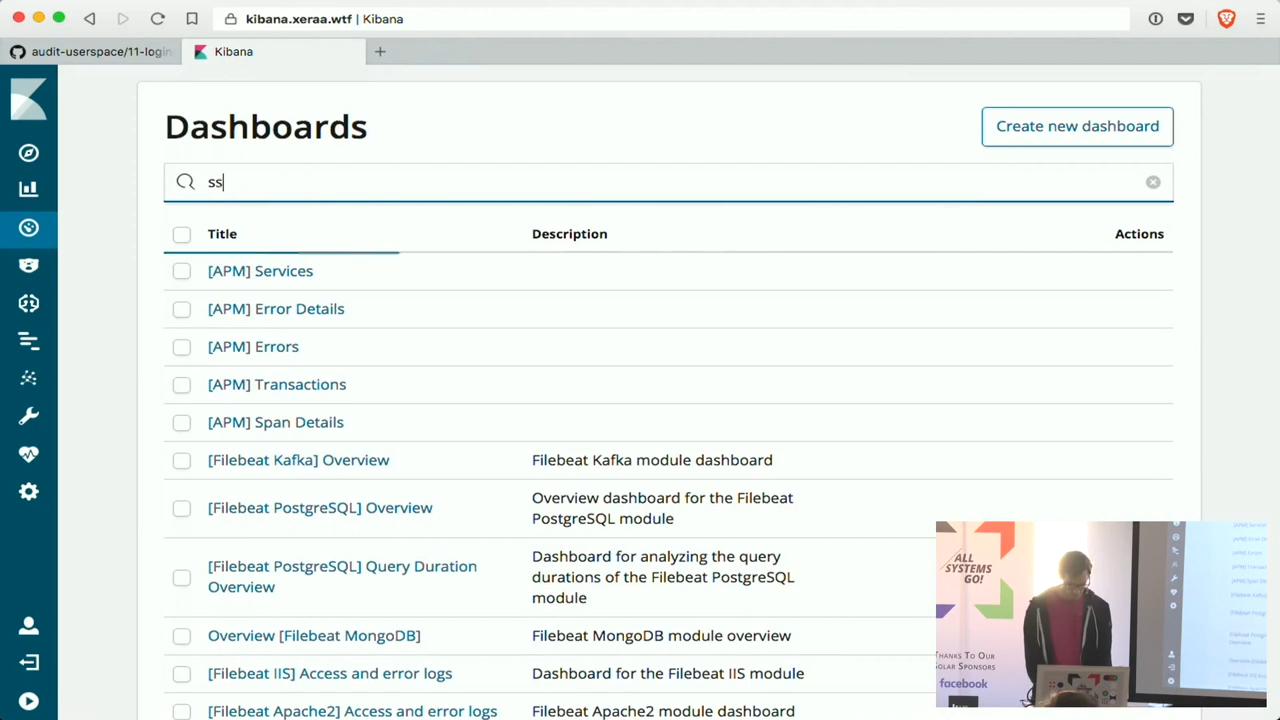 kibana.xeraa.wtf | Kibana
audit-userspace/11-login
Kibana
Dashboards
Create new dashboard
ss
Title Description Actions
[APM] Services
[APM] Error Details
[APM] Errors
[APM] Transactions
[APM] Span Details
[Filebeat Kafka] Overview Filebeat Kafka module dashboard
[Filebeat PostgreSQL] Overview Overview dashboard for the Filebeat
PostgreSQL module
[Filebeat PostgreSQL] Query Duration Dashboard for analyzing the query
Overview durations of the Filebeat PostgreSQL
module
Overview [Filebeat MongoDB] Filebeat MongoDB module overview
[Filebeat IIS] Access and error logs Dashboard for the Filebeat IIS module
[Filebeat Apache2] Access and error logs Filebeat Apache2 module dashboard
ALL
SYSTEMS
GO!
THANKS TO OUR
SOLAR SPONSORS
facebook